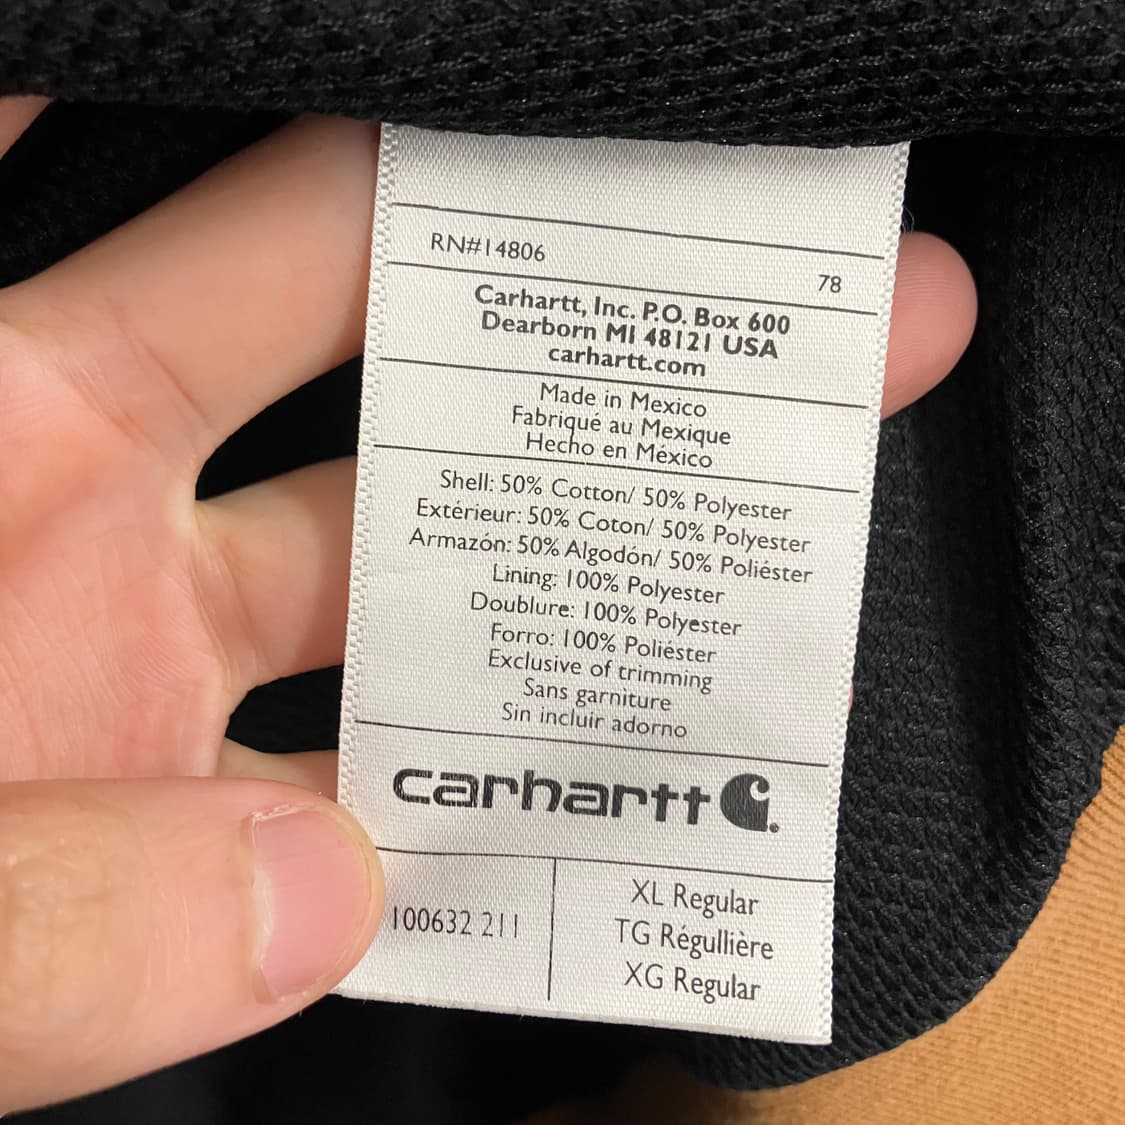 RN#14806
78
Carhartt, Inc. P.O. Box 600
Dearborn MI 48121 USA
carhartt.com
Made in Mexico
Fabriqué au Mexique
Hecho en México
Shell: 50% Cotton/ 50% Polyester
Extérieur: 50% Coton/ 50% Polyester
Armazón: 50% Algodón/ 50% Poliéster
Lining: 100% Polyester
Doublure: 100% Polyester
Forro: 100% Poliéster
Exclusive of trimming
Sans garniture
Sin incluir adorno
carhartt
100632 211
XL Regular
TG Régullière
XG Regular